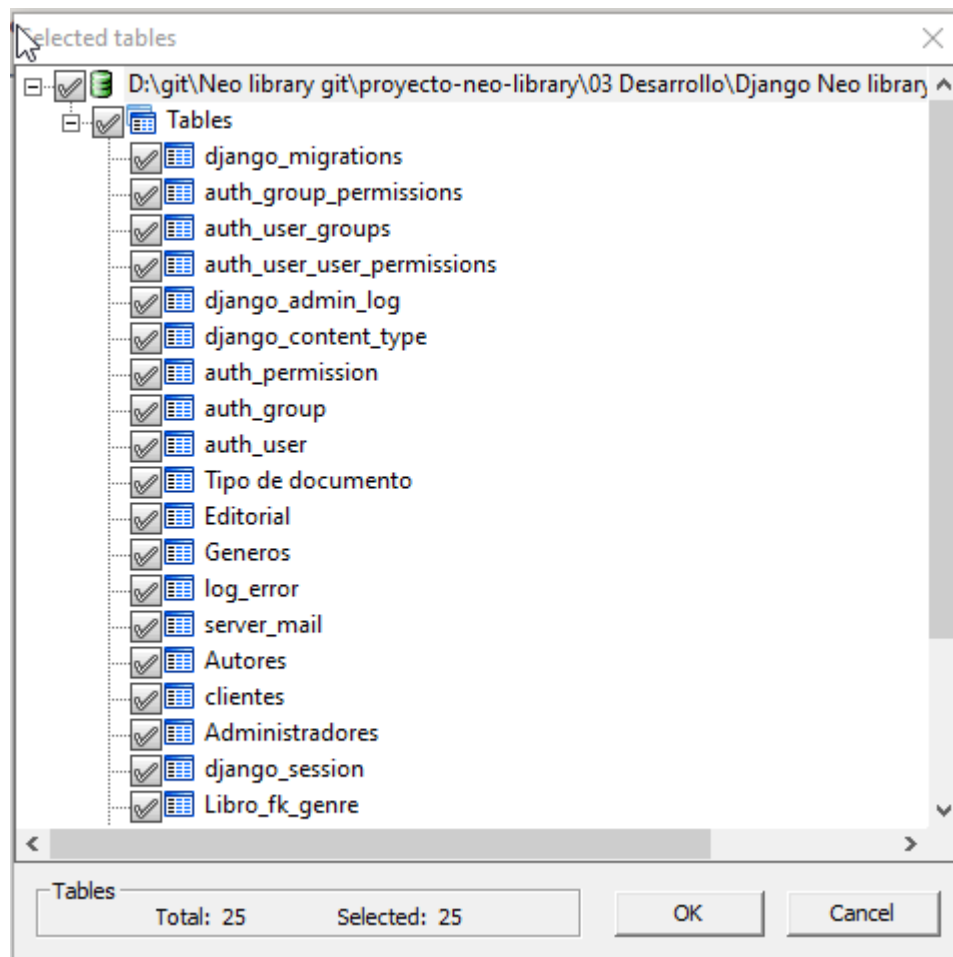 Selected tables
D:\git\Neo library git\proyecto-neo-library\03 Desarrollo\Django Neo library
Tables
django_migrations
auth_group_permissions
auth_user_groups
auth_user_user_permissions
django_admin_log
django_content_type
auth_permission
auth_group
auth_user
Tipo de documento
Editorial
Generos
log_error
server_mail
Autores
clientes
Administradores
django_session
Libro_fk_genre
Tables
Total: 25 Selected: 25
OK Cancel